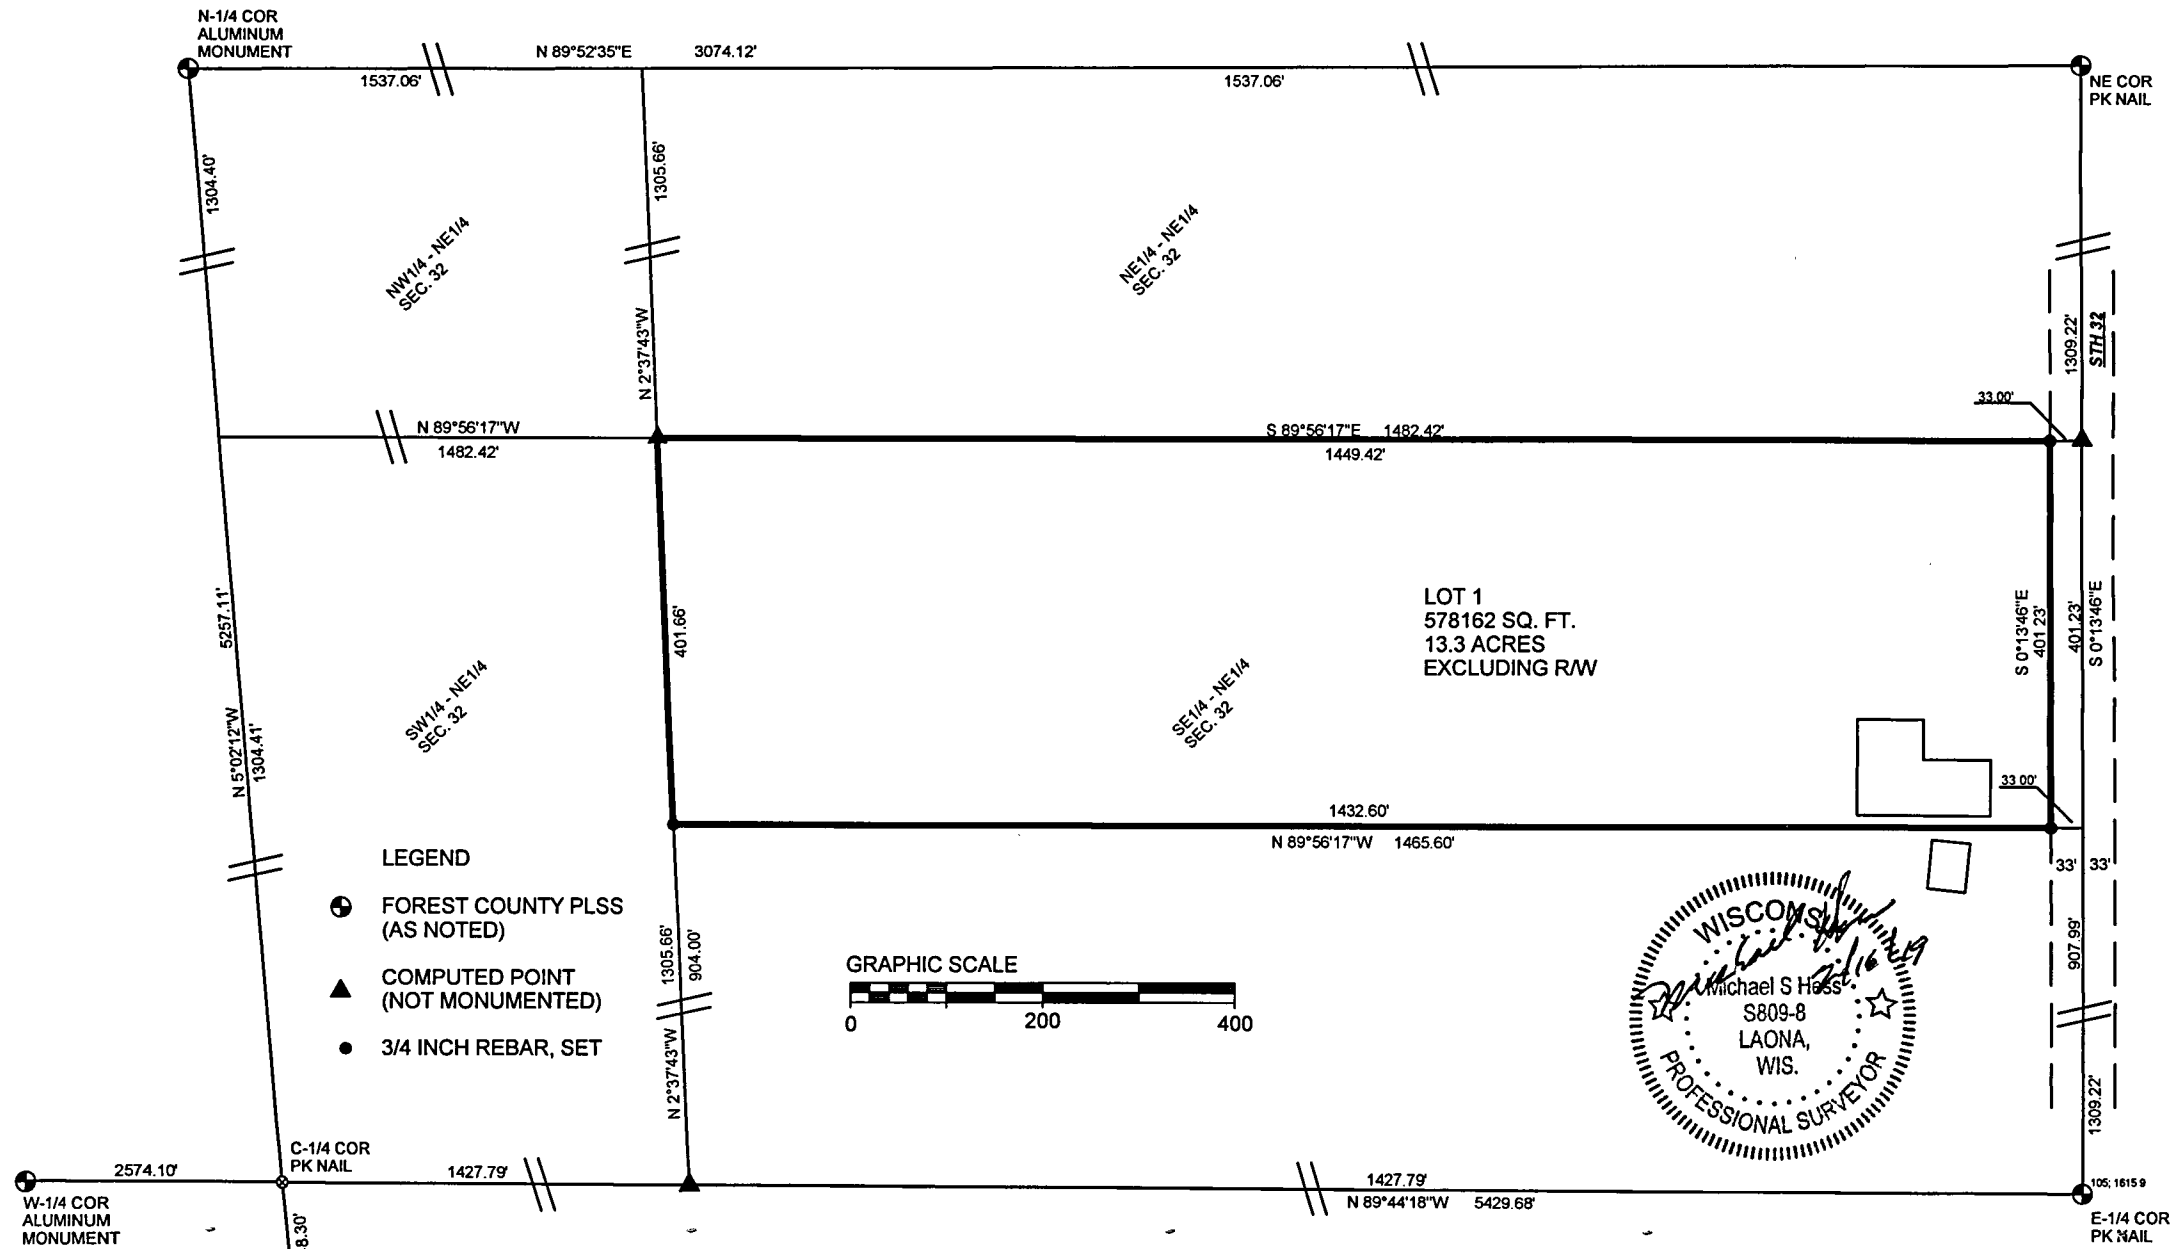 N-1/4 COR
ALUMINUM
MONUMENT
N 89°52'35"E 3074.12'
1537.06'
1537.06'
NE COR
PK NAIL
1304.40'
1305.66'
NW1/4 - NE1/4
SEC. 32
NE1/4 - NE1/4
SEC. 32
N 2°37'43"W
1309.22'
STH 32
33.00'
N 89°56'17"W
1482.42'
S 89°56'17"E 1482.42'
1449.42'
5257.11'
401.66'
LOT 1
578162 SQ. FT.
13.3 ACRES
EXCLUDING R/W
S 0°13'46"E
401 23'
401.23'
S 0°13'46"E
SW1/4 - NE1/4
SEC. 32
SE1/4 - NE1/4
SEC. 32
N 5°02'12"W
1304.41'
33 00'
1432.60'
N 89°56'17"W 1465.60'
33' 33'
LEGEND
FOREST COUNTY PLSS
(AS NOTED)
COMPUTED POINT
(NOT MONUMENTED)
3/4 INCH REBAR, SET
1305.66'
904.00'
N 2°37'43"W
GRAPHIC SCALE
0 200 400
Michael S Hess
S809-8
LAONA,
WIS.
PROFESSIONAL SURVEYOR
907.99'
1309.22'
C-1/4 COR
PK NAIL
2574.10'
1427.79'
1427.79'
N 89°44'18"W 5429.68'
105; 1615 9
W-1/4 COR
ALUMINUM
MONUMENT
8.30'
E-1/4 COR
PK NAIL